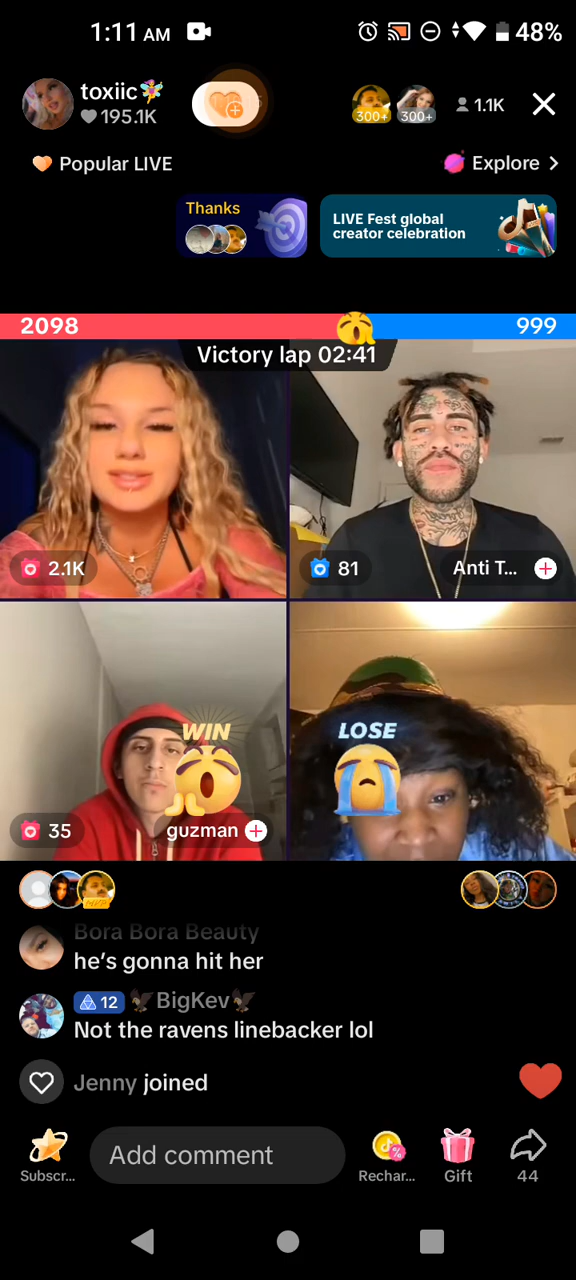 1:11 AM
48%
toxiic
195.1K
300+
300+
1.1K
Popular LIVE
Explore
Thanks
LIVE Fest global
creator celebration
2098
999
Victory lap 02:41
2.1K
81
Anti T...
WIN
LOSE
35
guzman
MVP
Bora Bora Beauty
he’s gonna hit her
12 🦅BigKev🦅
Not the ravens linebacker lol
Jenny joined
Add comment
Subscr...
Rechar...
Gift
44